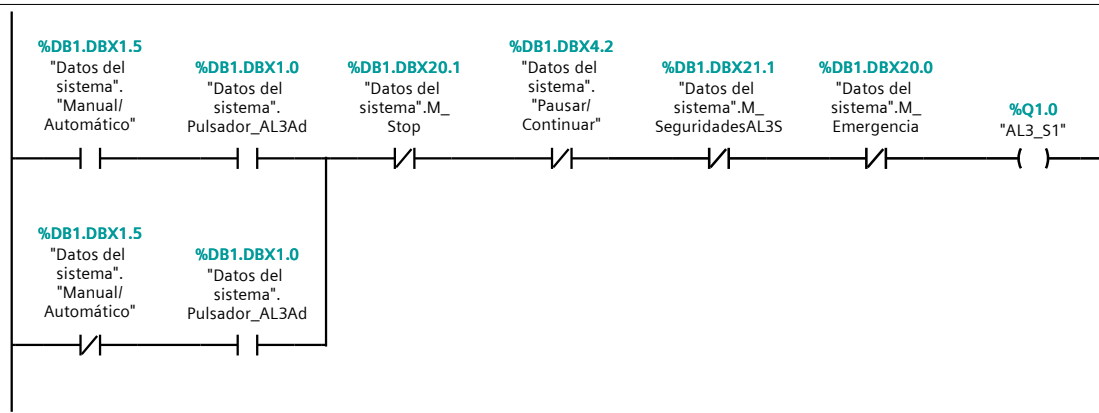 %DB1.DBX1.5
"Datos del
sistema".
"Manual/
Automático"
%DB1.DBX1.0
"Datos del
sistema".
Pulsador_AL3Ad
%DB1.DBX20.1
"Datos del
sistema".M_
Stop
%DB1.DBX4.2
"Datos del
sistema".
"Pausar/
Continuar"
%DB1.DBX21.1
"Datos del
sistema".M_
SeguridadesAL3S
%DB1.DBX20.0
"Datos del
sistema".M_
Emergencia
%Q1.0
"AL3_S1"
%DB1.DBX1.5
"Datos del
sistema".
"Manual/
Automático"
%DB1.DBX1.0
"Datos del
sistema".
Pulsador_AL3Ad